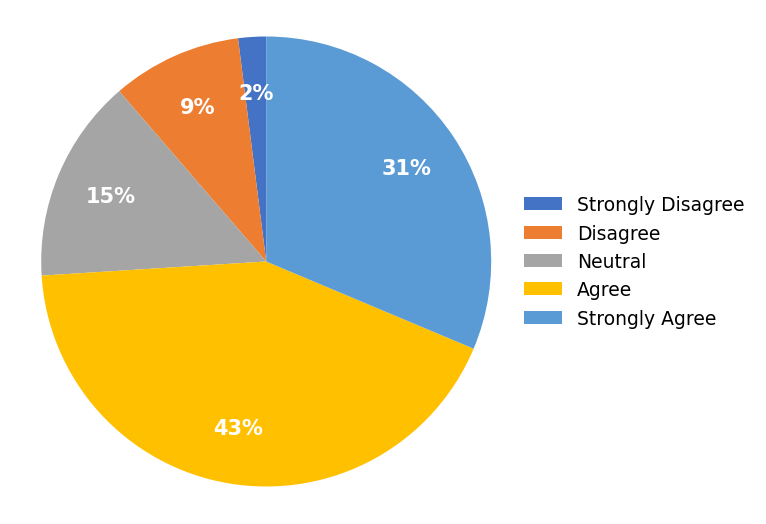 2%
9%
31%
15%
43%
Strongly Disagree
Disagree
Neutral
Agree
Strongly Agree